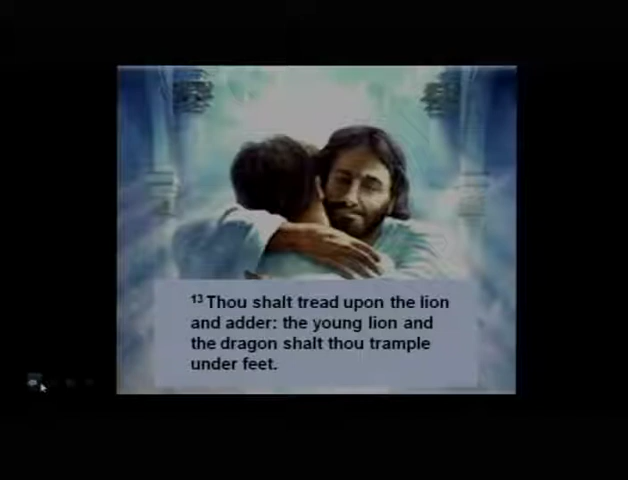 13 Thou shalt tread upon the lion
and adder: the young lion and
the dragon shalt thou trample
under feet.